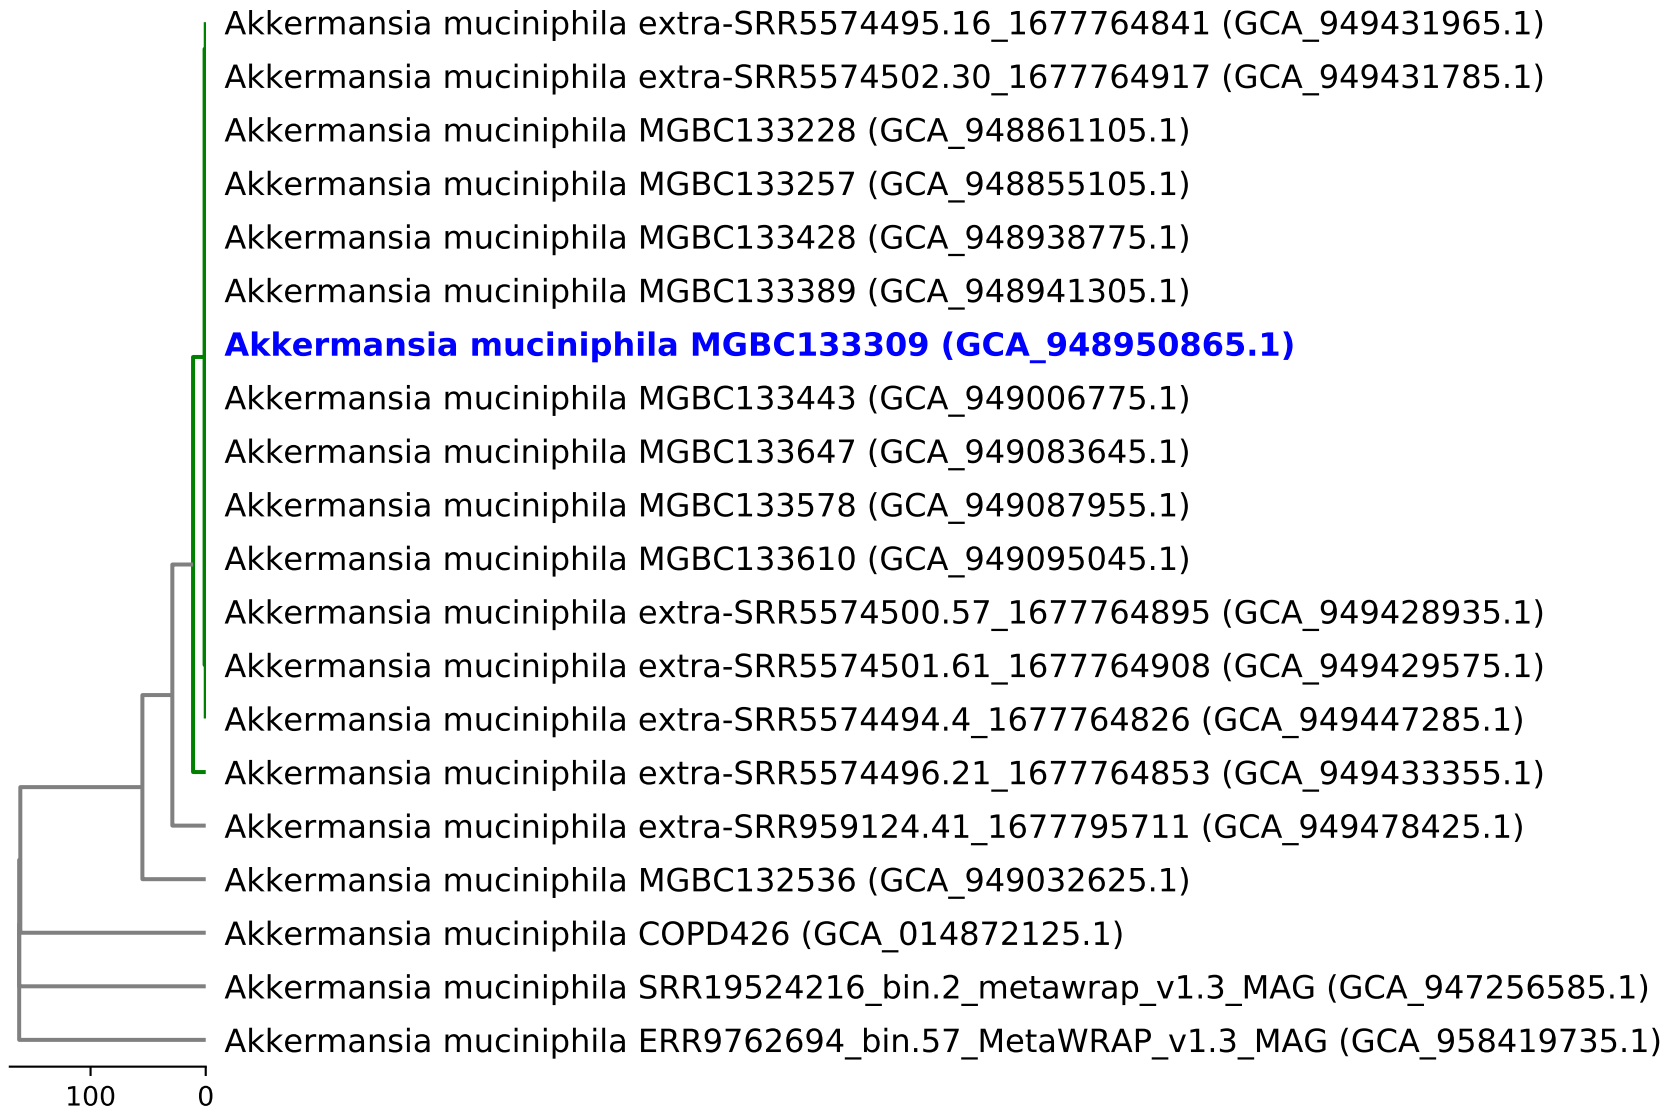 Akkermansia muciniphila extra-SRR5574495.16_1677764841 (GCA_949431965.1)
Akkermansia muciniphila extra-SRR5574502.30_1677764917 (GCA_949431785.1)
Akkermansia muciniphila MGBC133228 (GCA_948861105.1)
Akkermansia muciniphila MGBC133257 (GCA_948855105.1)
Akkermansia muciniphila MGBC133428 (GCA_948938775.1)
Akkermansia muciniphila MGBC133389 (GCA_948941305.1)
Akkermansia muciniphila MGBC133309 (GCA_948950865.1)
Akkermansia muciniphila MGBC133443 (GCA_949006775.1)
Akkermansia muciniphila MGBC133647 (GCA_949083645.1)
Akkermansia muciniphila MGBC133578 (GCA_949087955.1)
Akkermansia muciniphila MGBC133610 (GCA_949095045.1)
Akkermansia muciniphila extra-SRR5574500.57_1677764895 (GCA_949428935.1)
Akkermansia muciniphila extra-SRR5574501.61_1677764908 (GCA_949429575.1)
Akkermansia muciniphila extra-SRR5574494.4_1677764826 (GCA_949447285.1)
Akkermansia muciniphila extra-SRR5574496.21_1677764853 (GCA_949433355.1)
Akkermansia muciniphila extra-SRR959124.41_1677795711 (GCA_949478425.1)
Akkermansia muciniphila MGBC132536 (GCA_949032625.1)
Akkermansia muciniphila COPD426 (GCA_014872125.1)
Akkermansia muciniphila SRR19524216_bin.2_metawrap_v1.3_MAG (GCA_947256585.1)
Akkermansia muciniphila ERR9762694_bin.57_MetaWRAP_v1.3_MAG (GCA_958419735.1)
100 0